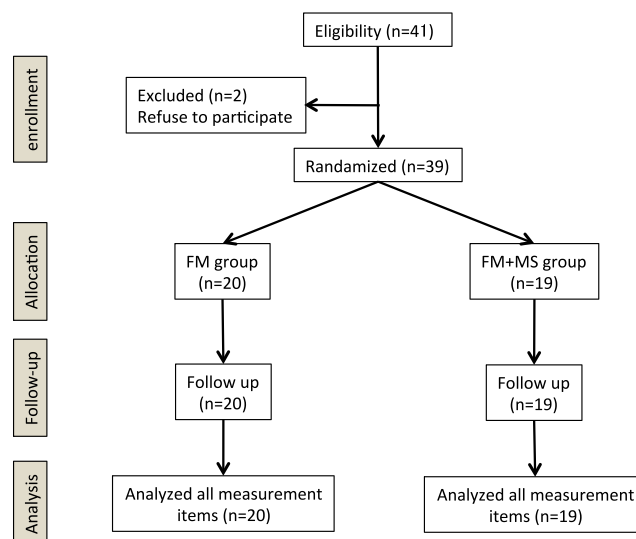 Eligibility (n=41)
enrollment
Excluded (n=2)
Refuse to participate
Randamized (n=39)
Allocation
FM group
(n=20)
FM+MS group
(n=19)
Follow-up
Follow up
(n=20)
Follow up
(n=19)
Analysis
Analyzed all measurement
items (n=20)
Analyzed all measurement
items (n=19)